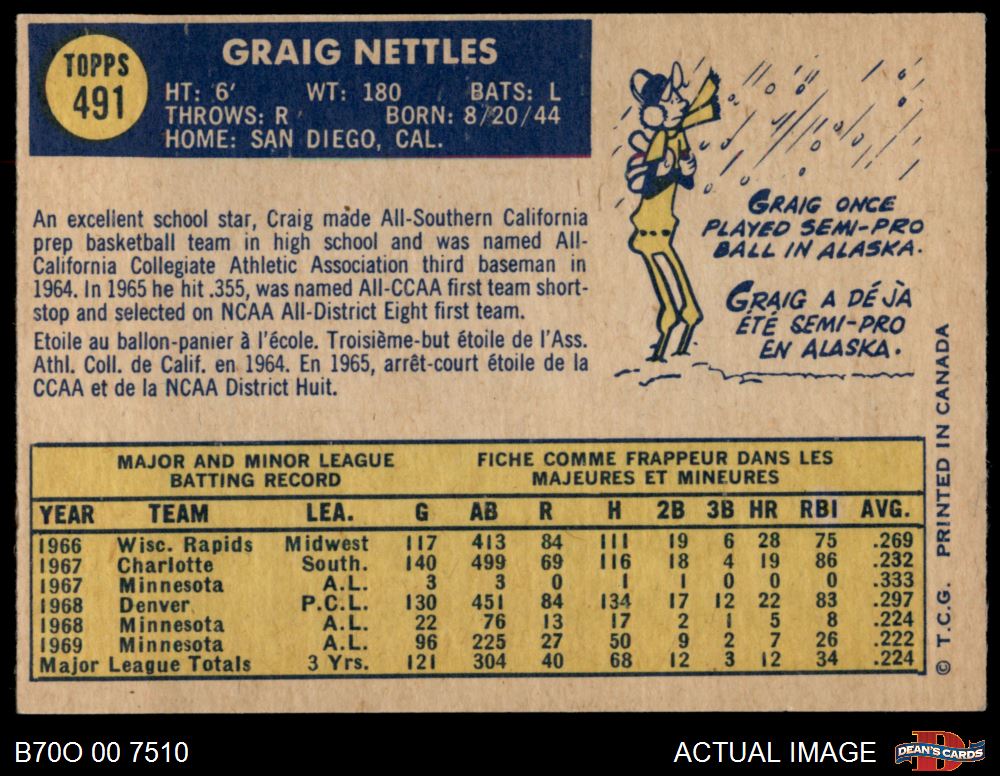 TOPPS
491
GRAIG NETTLES
HT: 6' WT: 180 BATS: L
THROWS: R BORN: 8/20/44
HOME: SAN DIEGO, CAL.
An excellent school star, Craig made All-Southern California
prep basketball team in high school and was named All-
California Collegiate Athletic Association third baseman in
1964. In 1965 he hit .355, was named All-CCAA first team short-
stop and selected on NCAA All-District Eight first team.
Etoile au ballon-panier à l'école. Troisième-but étoile de l'Ass.
Athl. Coll. de Calif. en 1964. En 1965, arrêt-court étoile de la
CCAA et de la NCAA District Huit.
GRAIG ONCE
PLAYED SEMI-PRO
BALL IN ALASKA.
GRAIG A DÉJÀ
ÉTÉ SEMI-PRO
EN ALASKA.
MAJOR AND MINOR LEAGUE
BATTING RECORD
FICHE COMME FRAPPEUR DANS LES
MAJEURES ET MINEURES
YEAR TEAM LEA. G AB R H 2B 3B HR RBI AVG.
1966 Wisc. Rapids Midwest 117 413 84 111 19 6 28 75 .269
1967 Charlotte South. 140 499 69 116 18 4 19 86 .232
1967 Minnesota A.L. 3 3 0 1 1 0 0 0 .333
1968 Denver P.C.L. 130 451 84 134 17 12 22 83 .297
1968 Minnesota A.L. 22 76 13 17 2 1 5 8 .224
1969 Minnesota A.L. 96 225 27 50 9 2 7 26 .222
Major League Totals 3 Yrs. 121 304 40 68 12 3 12 34 .224
© T.C.G. PRINTED IN CANADA
B70O 00 7510
ACTUAL IMAGE
DEAN'S CARDS